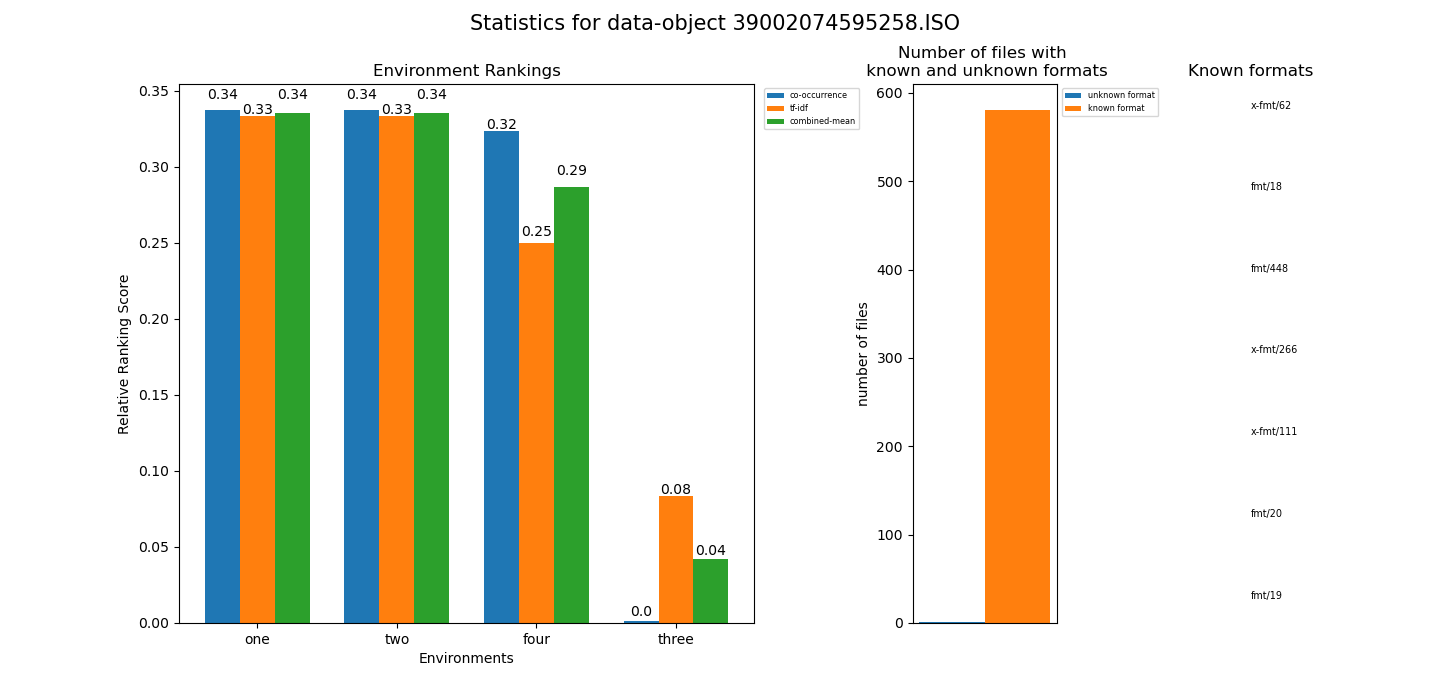 Statistics for data-object 39002074595258.ISO
Environment Rankings
0.35
0.30
0.25
0.20
0.15
0.10
0.05
0.00
Relative Ranking Score
0.34
0.33
0.34
0.34
0.33
0.34
0.32
0.25
0.29
0.0
0.08
0.04
one
two
four
three
Environments
co-occurrence
tf-idf
combined-mean
Number of files with
known and unknown formats
600
500
400
300
200
100
0
number of files
unknown format
known format
Known formats
x-fmt/62
fmt/18
fmt/448
x-fmt/266
x-fmt/111
fmt/20
fmt/19